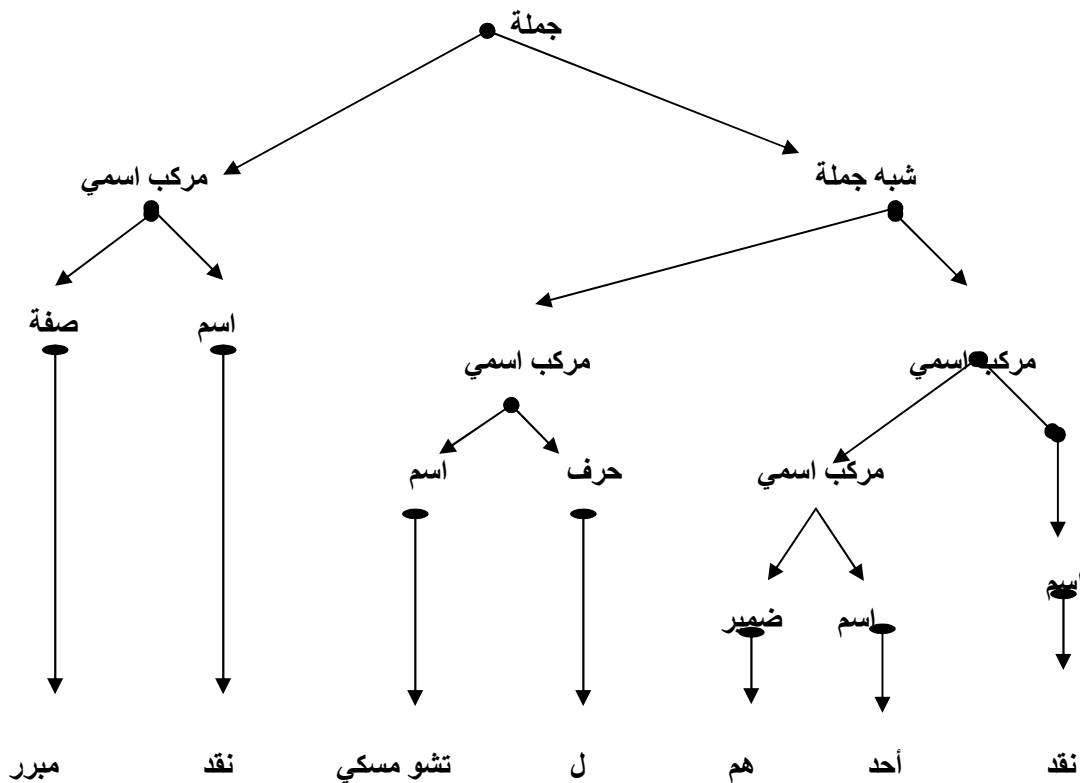 جملة
شبه جملة
مركب اسمي
اسم
صفة
مركب اسمي
مركب اسمي
حرف
اسم
مركب اسمي
اسم
اسم
ضمير
نقد
أحد
هم
ل
تشو مسكي
نقد
مبرر